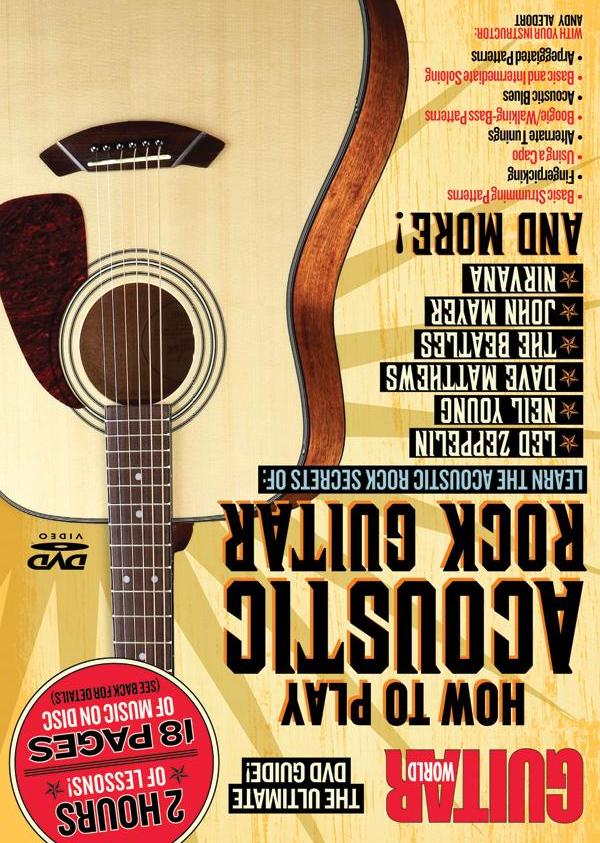 GUITAR
WORLD
THE ULTIMATE
DVD GUIDE!
2 HOURS
OF LESSONS!
18 PAGES
OF MUSIC ON DISC
(SEE BACK FOR DETAILS)
HOW TO PLAY
ACOUSTIC
ROCK GUITAR
DVD
VIDEO
LEARN THE ACOUSTIC ROCK SECRETS OF:
LED ZEPPELIN
NEIL YOUNG
DAVE MATTHEWS
THE BEATLES
JOHN MAYER
NIRVANA
AND MORE!
• Basic Strumming Patterns
• Fingerpicking
• Using a Capo
• Alternate Tunings
• Boogie/Walking-Bass Patterns
• Acoustic Blues
• Basic and Intermediate Soloing
• Arpeggiated Patterns
WITH YOUR INSTRUCTOR:
ANDY ALEDORT